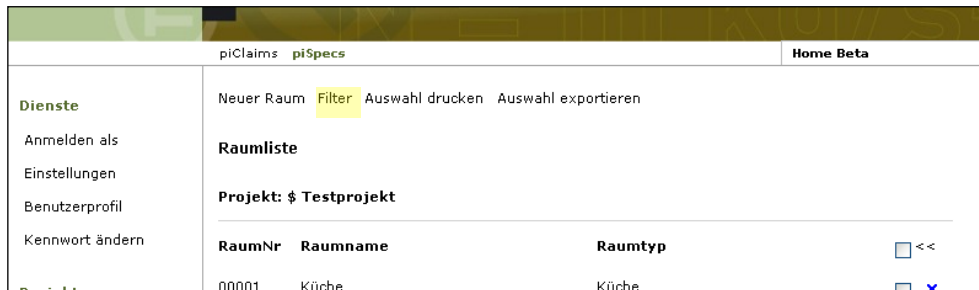 piClaims piSpecs Home Beta
Dienste
Anmelden als
Einstellungen
Benutzerprofil
Kennwort ändern
Neuer Raum Filter Auswahl drucken Auswahl exportieren
Raumliste
Projekt: $ Testprojekt
RaumNr Raumname Raumtyp <<
00001 Küche Küche X